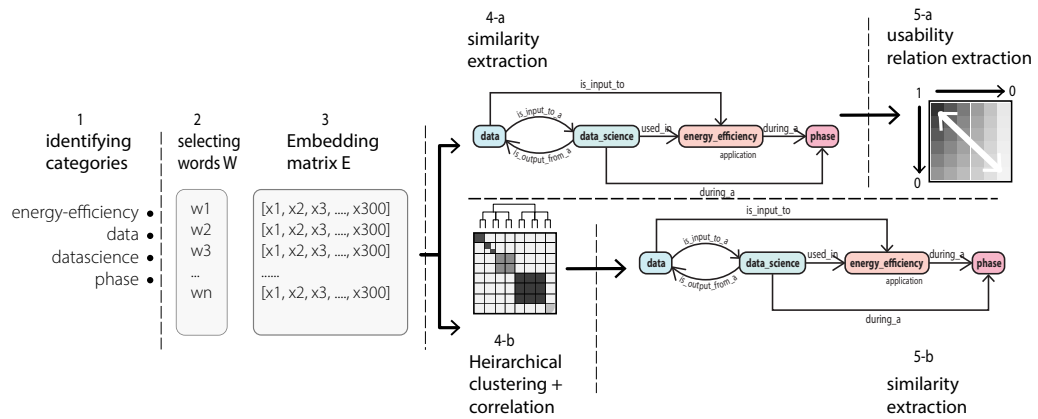 1
identifying
categories
energy-efficiency
data
datascience
phase
2
selecting
words W
w1
w2
w3
...
wn
3
Embedding
matrix E
[x1, x2, x3, ...., x300]
[x1, x2, x3, ...., x300]
[x1, x2, x3, ...., x300]
......
[x1, x2, x3, ...., x300]
4-a
similarity
extraction
is_input_to
data
is_input_to_a
is_output_from_a
data_science
used_in
energy_efficiency
application
during_a
phase
during_a
5-a
usability
relation extraction
1
0
0
4-b
Heirarchical
clustering +
correlation
is_input_to
data
is_input_to_a
is_output_from_a
data_science
used_in
energy_efficiency
application
during_a
phase
during_a
5-b
similarity
extraction